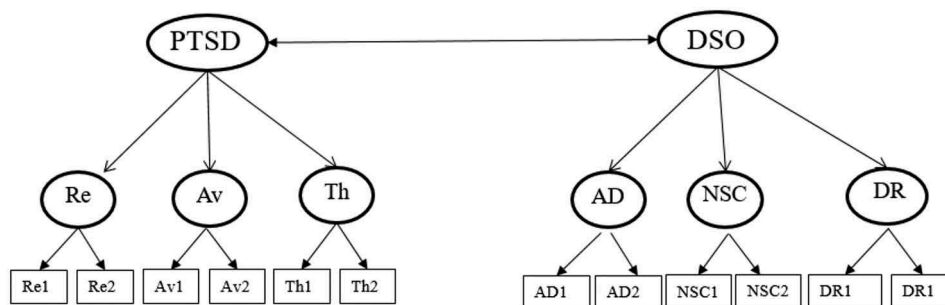 PTSD DSO
Re Av Th AD NSC DR
Re1 Re2 Av1 Av2 Th1 Th2 AD1 AD2 NSC1 NSC2 DR1 DR1